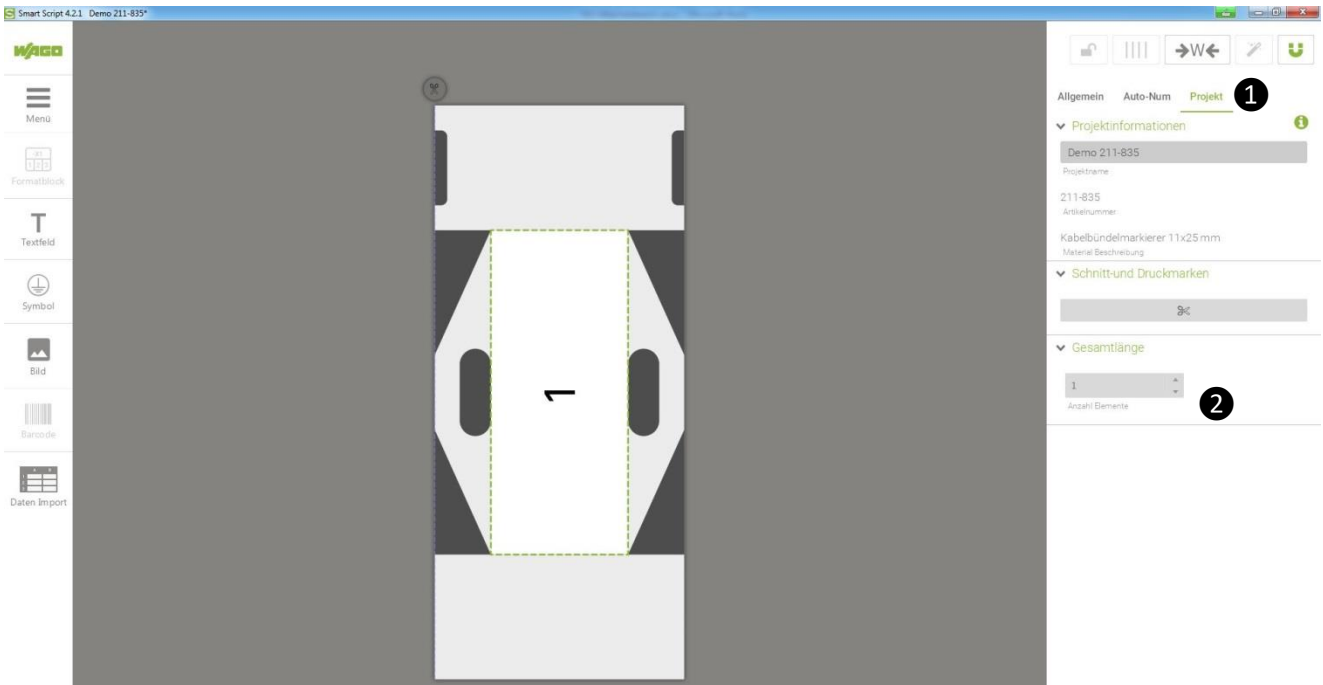 Smart Script 4.2.1 Demo 211-835*
WAGO
Menü
Formatblock
Textfeld
Symbol
Bild
Barcode
Daten Import
1
→W←
Allgemein Auto-Num Projekt 1
Projektinformationen
Demo 211-835
Projektname
211-835
Artikelnummer
Kabelbündelmarkierer 11x25 mm
Material Beschreibung
Schnitt-und Druckmarken
Gesamtlänge
1
Anzahl Elemente
2